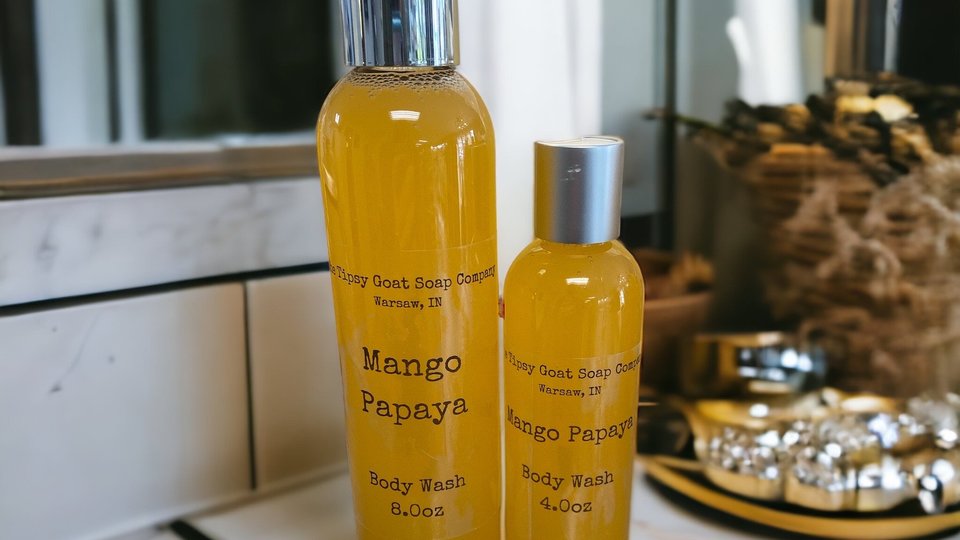 Tipsy Goat Soap Company
Warsaw, IN
Mango
Papaya
Body Wash
8.0oz
Tipsy Goat Soap
Warsaw, IN
Mango Papaya
Body Wash
4.0oz